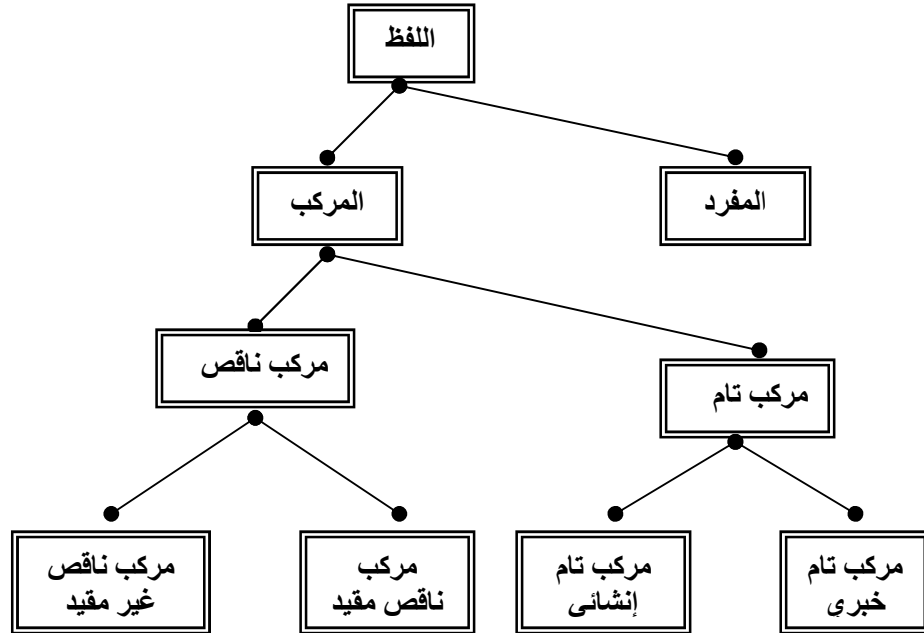 اللفظ
المفرد
المركب
مركب تام
مركب ناقص
مركب تام
خبرى
مركب تام
إنشائى
مركب
ناقص مقيد
مركب ناقص
غير مقيد